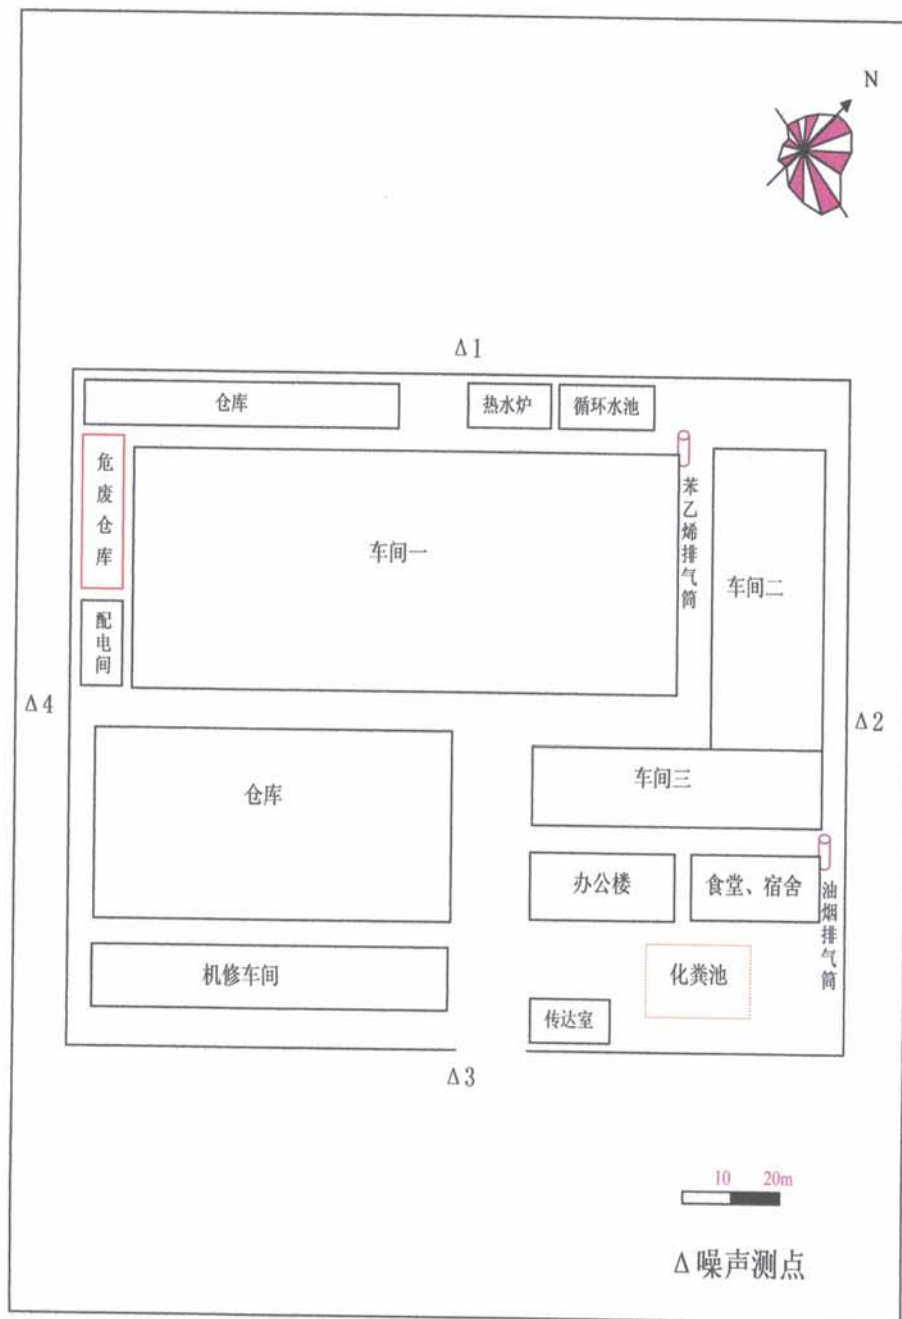 N
Δ1
仓库
热水炉
循环水池
危废仓库
车间一
苯乙烯排气筒
车间二
配电间
Δ4
Δ2
仓库
车间三
办公楼
食堂、宿舍
油烟排气筒
机修车间
化粪池
传达室
Δ3
10 20m
Δ 噪声测点